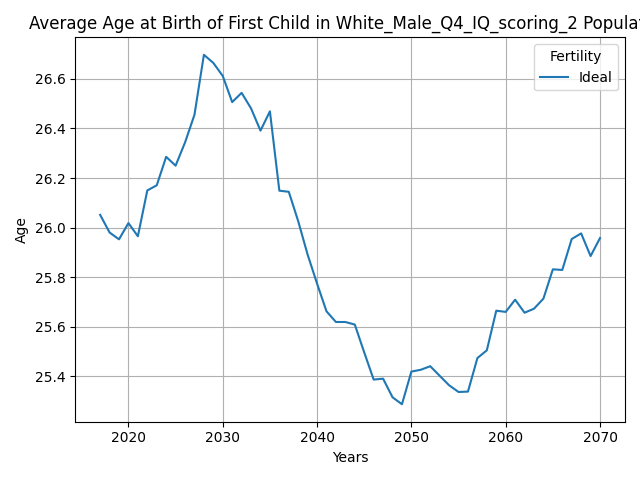 Average Age at Birth of First Child in White_Male_Q4_IQ_scoring_2 Populat
Fertility
Ideal
26.6
26.4
26.2
26.0
25.8
25.6
25.4
Age
2020 2030 2040 2050 2060 2070
Years